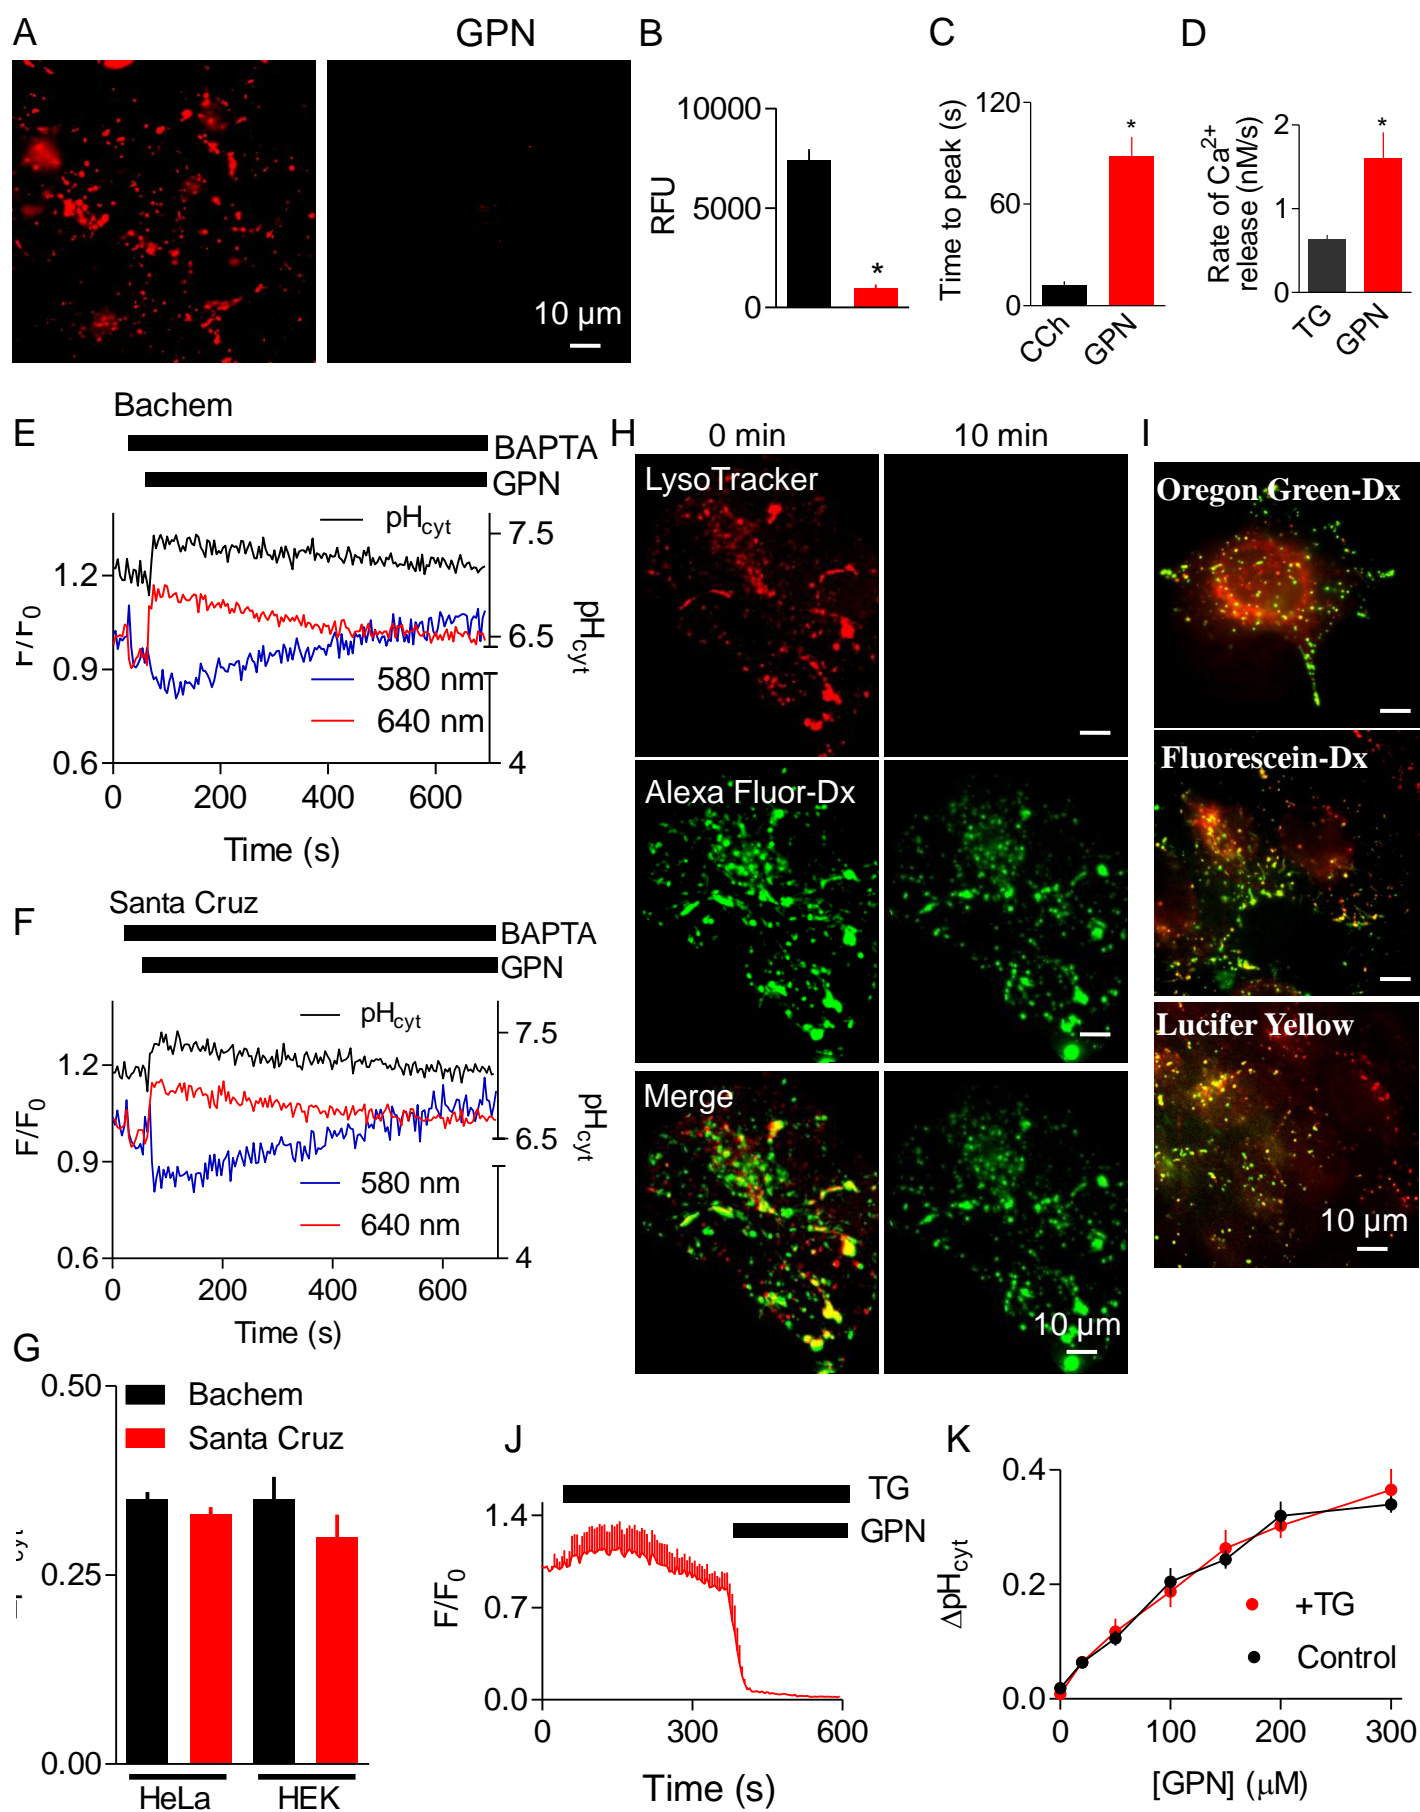 A
GPN
10 µm
B
10000
5000
0
RFU
*
C
120
60
0
Time to peak (s)
*
CCh
GPN
D
2
1
0
Rate of Ca2+
release (nM/s)
*
TG
GPN
E
Bachem
BAPTA
GPN
pHcyt
7.5
6.5
4
pHcyt
1.2
0.9
0.6
F/F0
580 nm
640 nm
0
200
400
600
Time (s)
F
Santa Cruz
BAPTA
GPN
pHcyt
7.5
6.5
4
pHcyt
1.2
0.9
0.6
F/F0
580 nm
640 nm
0
200
400
600
Time (s)
G
0.50
0.25
0.00
cyt
Bachem
Santa Cruz
HeLa
HEK
H
0 min
10 min
LysoTracker
Alexa Fluor-Dx
Merge
10 µm
I
Oregon Green-Dx
Fluorescein-Dx
Lucifer Yellow
10 µm
J
TG
GPN
1.4
0.7
0.0
F/F0
0
300
600
Time (s)
K
0.4
0.2
0.0
ΔpHcyt
+TG
Control
0
100
200
300
[GPN] (µM)